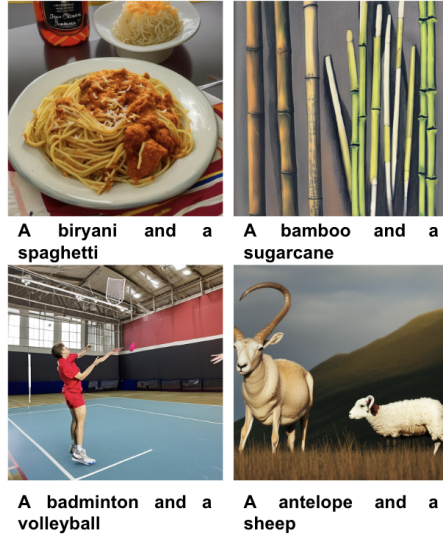 A biryani and a
spaghetti
A bamboo and a
sugarcane
A badminton and a
volleyball
A antelope and a
sheep